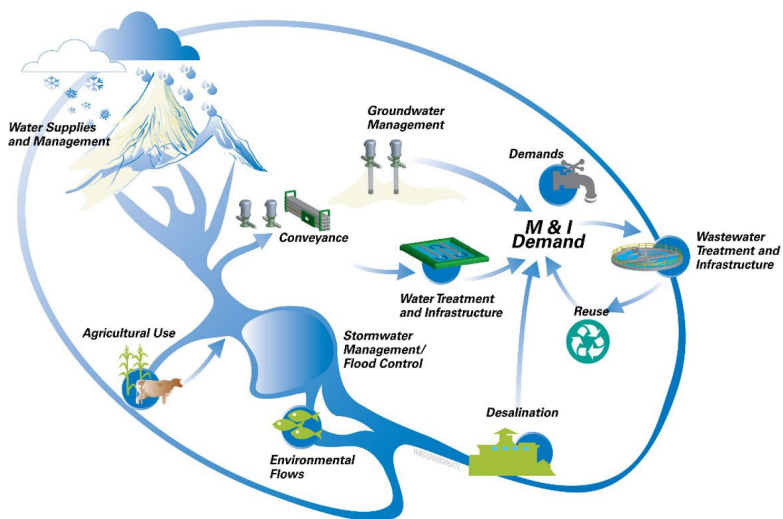 Water Supplies
and Management
Groundwater
Management
Demands
Conveyance
M & I
Demand
Wastewater
Treatment and
Infrastructure
Water Treatment
and Infrastructure
Reuse
Agricultural Use
Stormwater
Management/
Flood Control
Desalination
Environmental
Flows